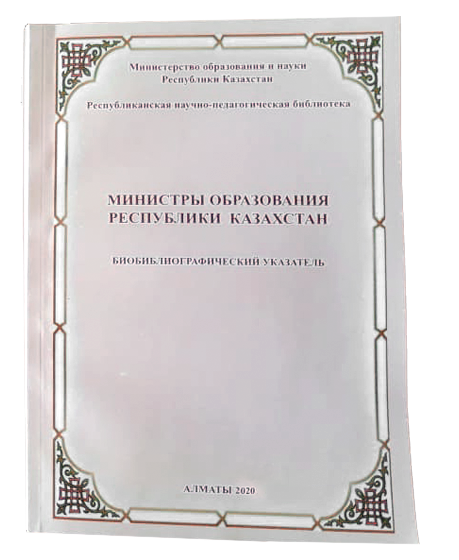 Министерство образования и науки
Республики Казахстан
Республиканская научно-педагогическая библиотека
МИНИСТРЫ ОБРАЗОВАНИЯ
РЕСПУБЛИКИ КАЗАХСТАН
БИОБИБЛИОГРАФИЧЕСКИЙ УКАЗАТЕЛЬ
АЛМАТЫ 2020